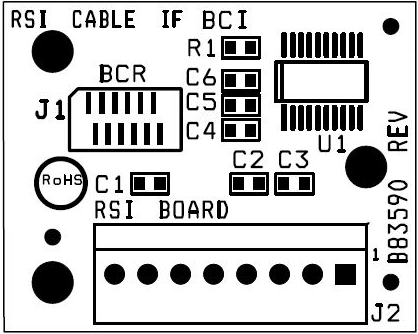 RSI CABLE IF BCI
R1
BCR
C6
J1
C5
C4
U1
C2 C3
RoHS
C1
RSI BOARD
B83590 REV
1
J2